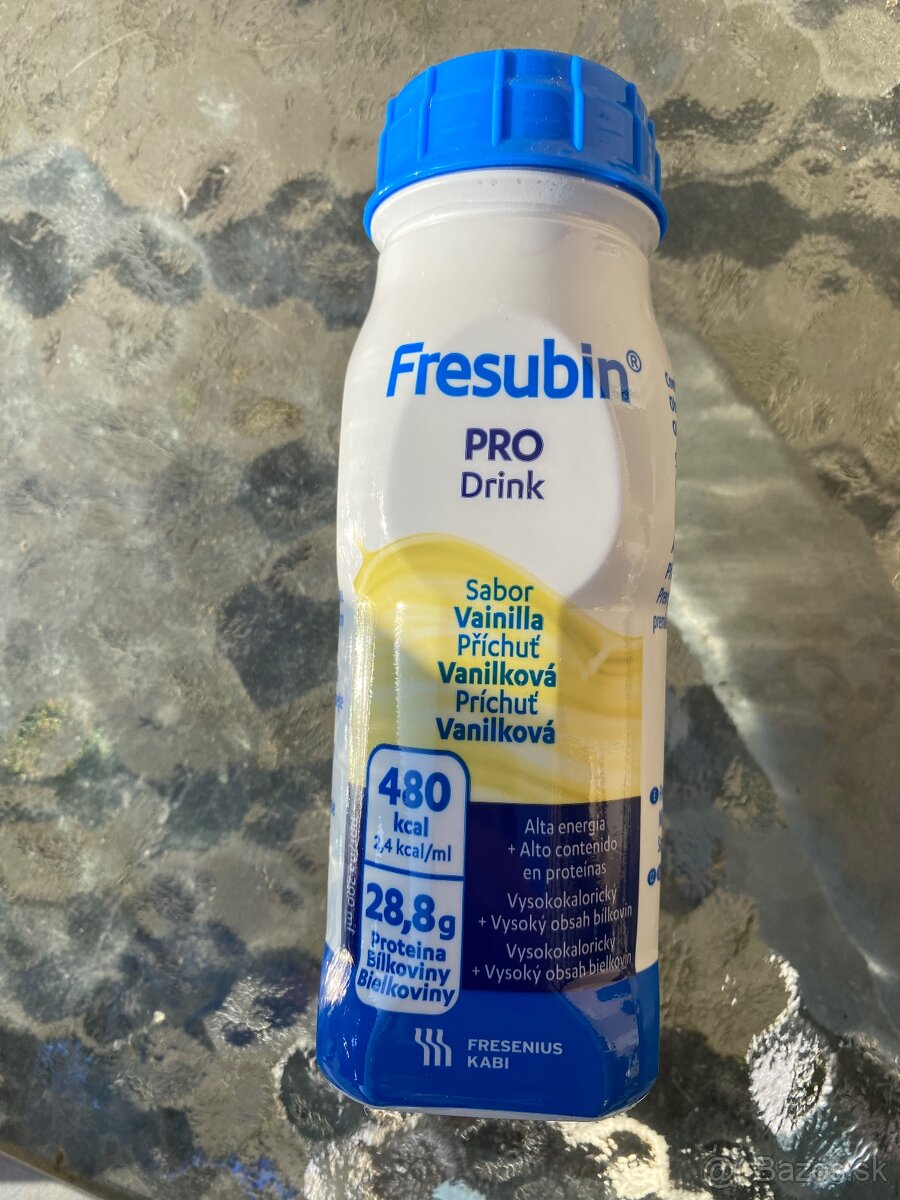 Fresubin®
PRO
Drink
Sabor
Vainilla
Příchuť
Vanilková
Príchuť
Vanilková
480
kcal
2,4 kcal/ml
28,8g
Proteina
Bílkoviny
Bielkoviny
Alta energía
+ Alto contenido
en proteínas
Vysokokalorický
+ Vysoký obsah bílkovin
Vysokokalorický
+ Vysoký obsah bielkovín
FRESENIUS
KABI
Bazos.sk